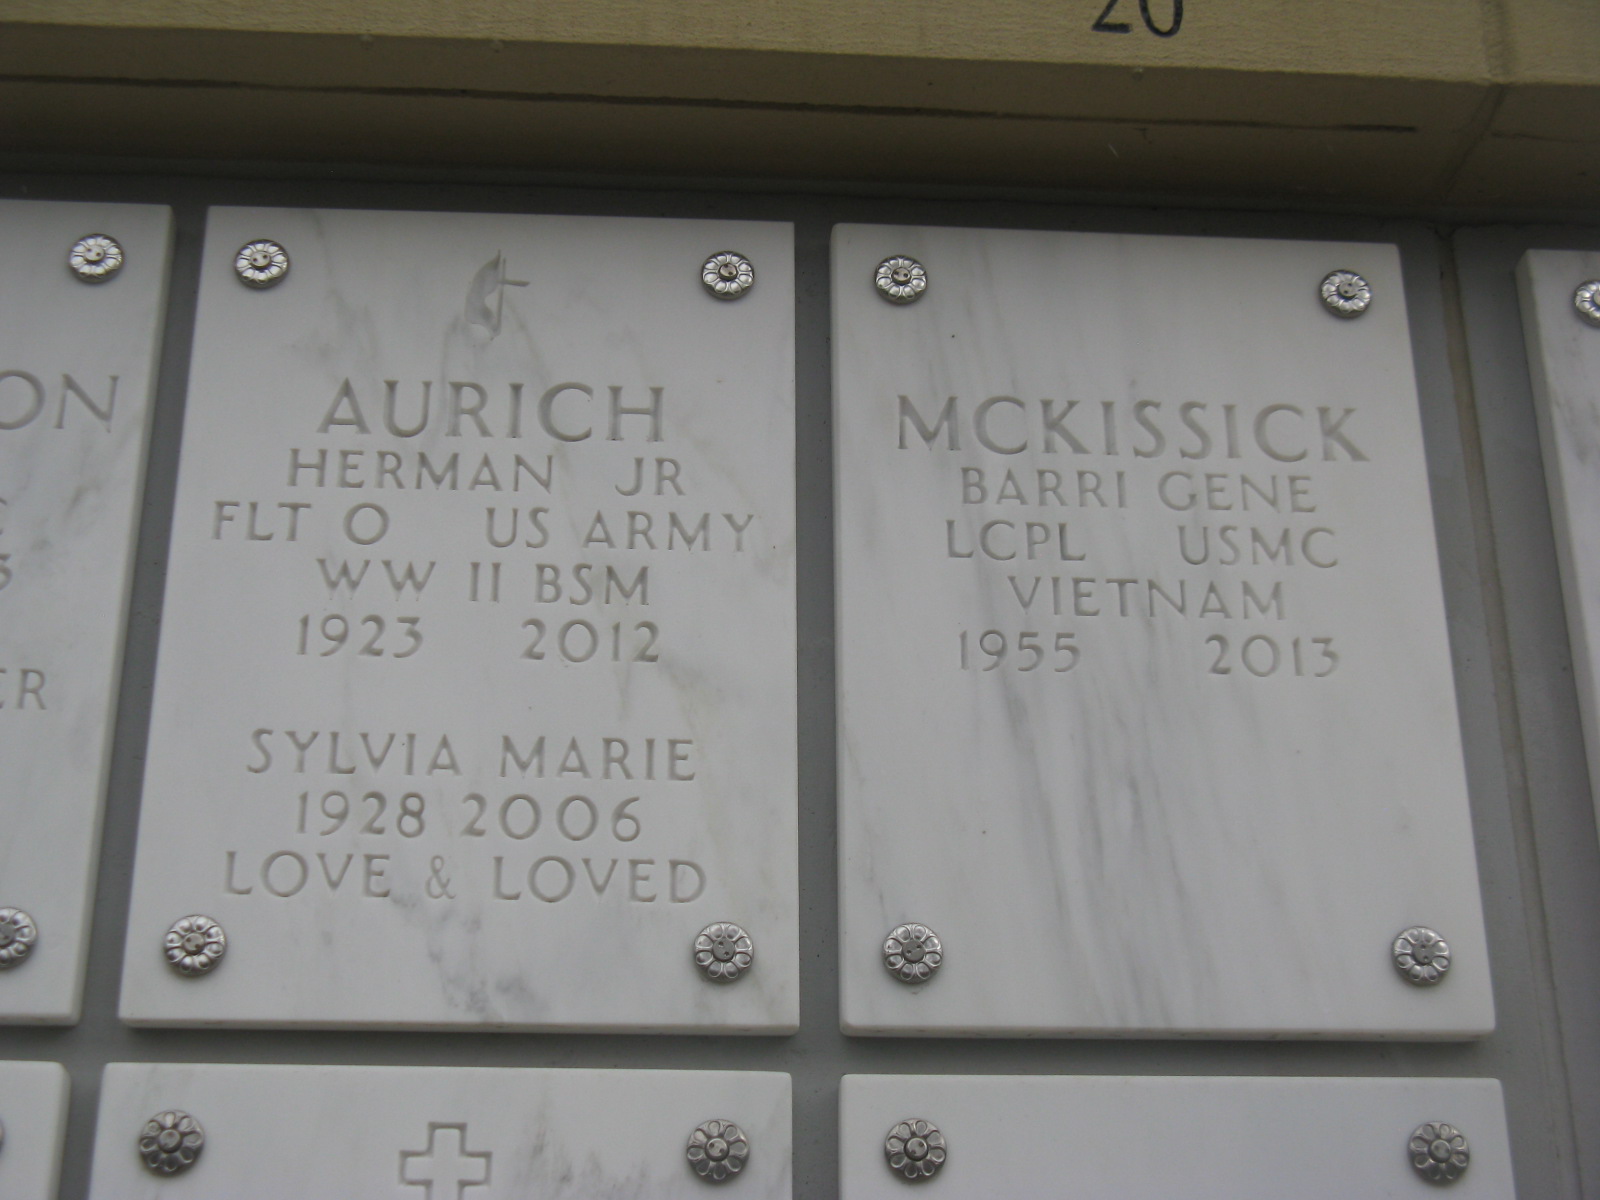 20
ON
ER
AURICH
HERMAN JR
FLT O US ARMY
WW II BSM
1923 2012
SYLVIA MARIE
1928 2006
LOVE & LOVED
MCKISSICK
BARRI GENE
LCPL USMC
VIETNAM
1955 2013